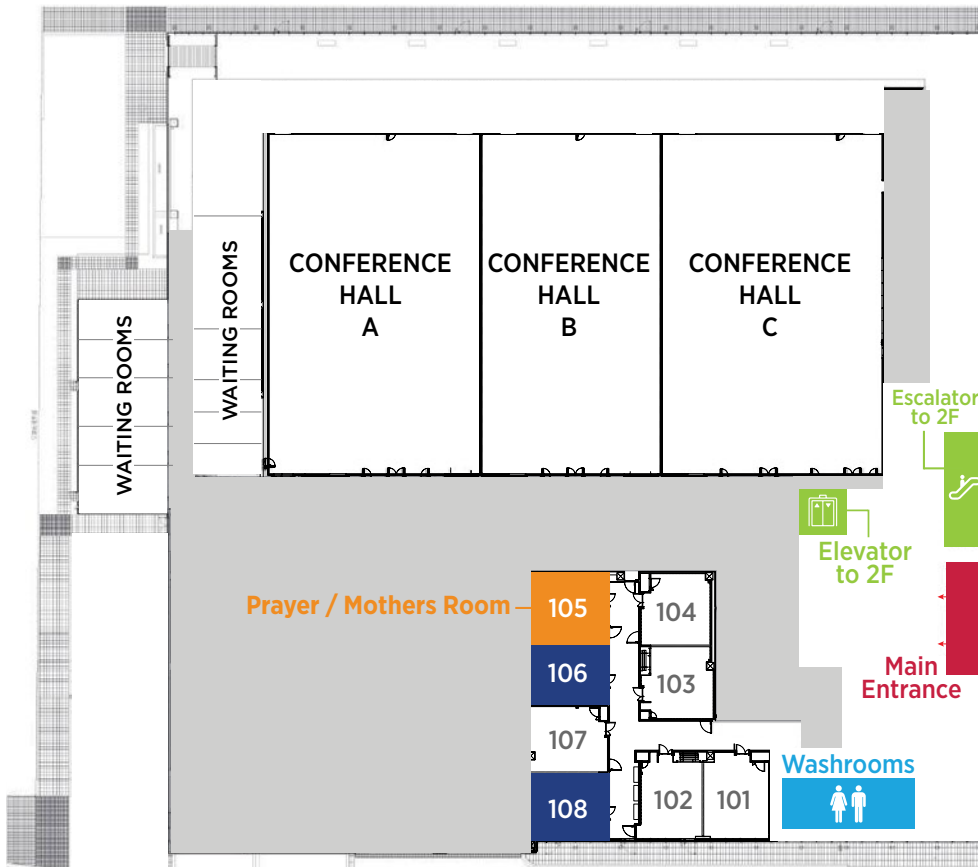 CONFERENCE
HALL
A
CONFERENCE
HALL
B
CONFERENCE
HALL
C
WAITING ROOMS
WAITING ROOMS
Escalator
to 2F
Elevator
to 2F
Prayer / Mothers Room
105
104
106
103
Main
Entrance
107
Washrooms
108
102
101